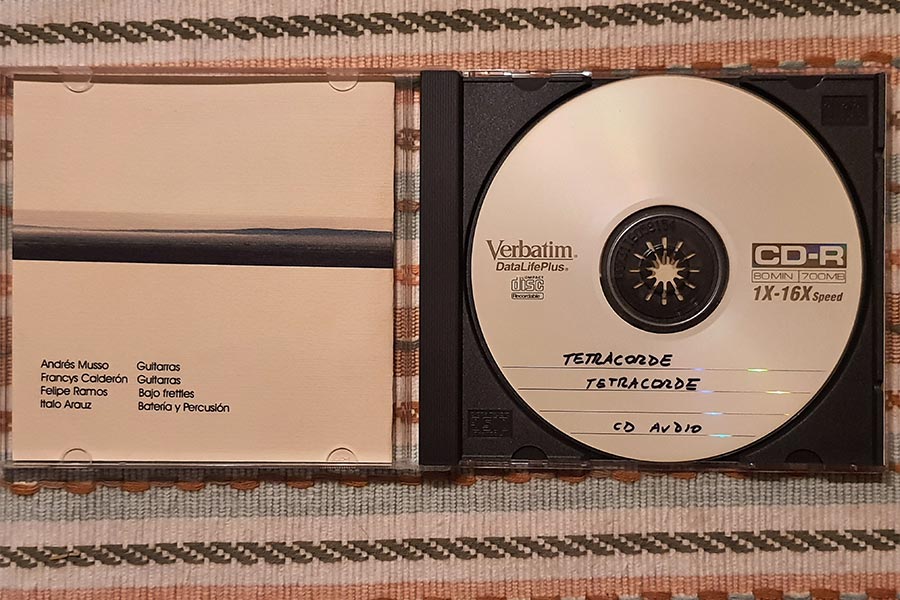 Andrés Musso Guitarras
Francys Calderón Guitarras
Felipe Ramos Bajo frettles
Italo Arauz Batería y Percusión
Verbatim®
DataLifePlus®
COMPACT
disc
Recordable
CD-R
80MIN | 700MB
1X-16X Speed
TETRACORDE
TETRACORDE
CD AUDIO